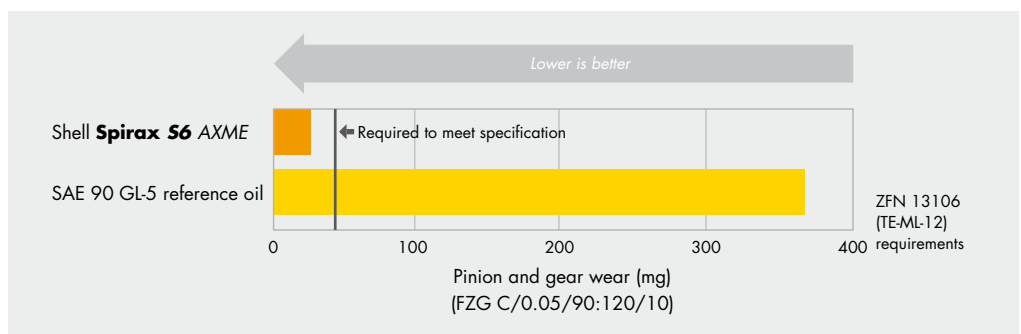 Lower is better
Shell Spirax S6 AXME
Required to meet specification
SAE 90 GL-5 reference oil
ZFN 13106
(TE-ML-12)
requirements
0 100 200 300 400
Pinion and gear wear (mg)
(FZG C/0.05/90:120/10)